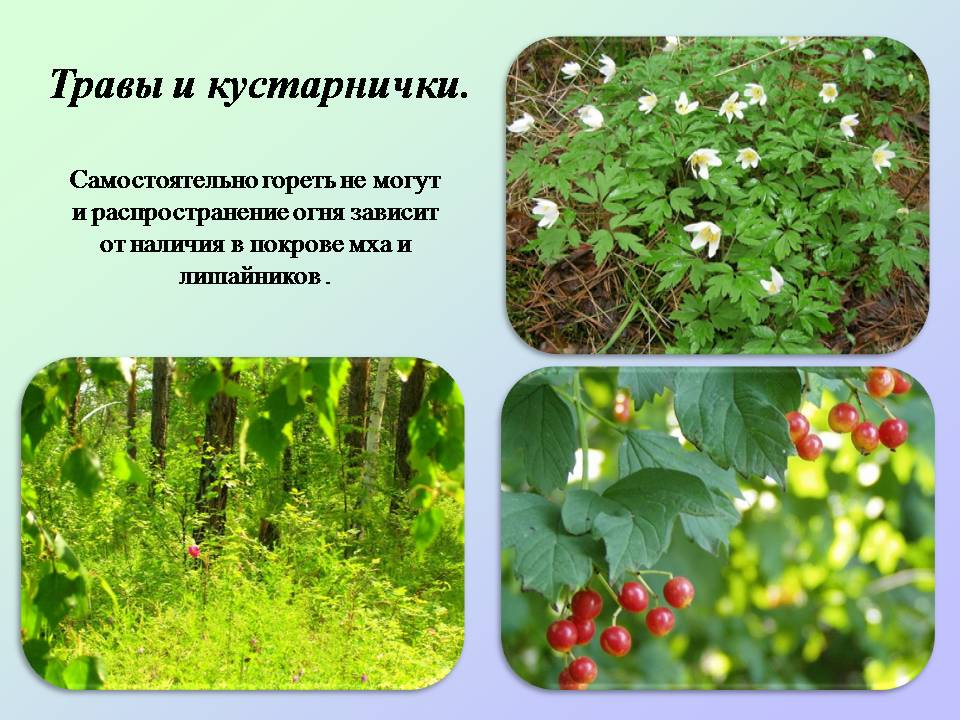 Травы и кустарнички.
Самостоятельно гореть не могут
и распространение огня зависит
от наличия в покрове мха и
лишайников .